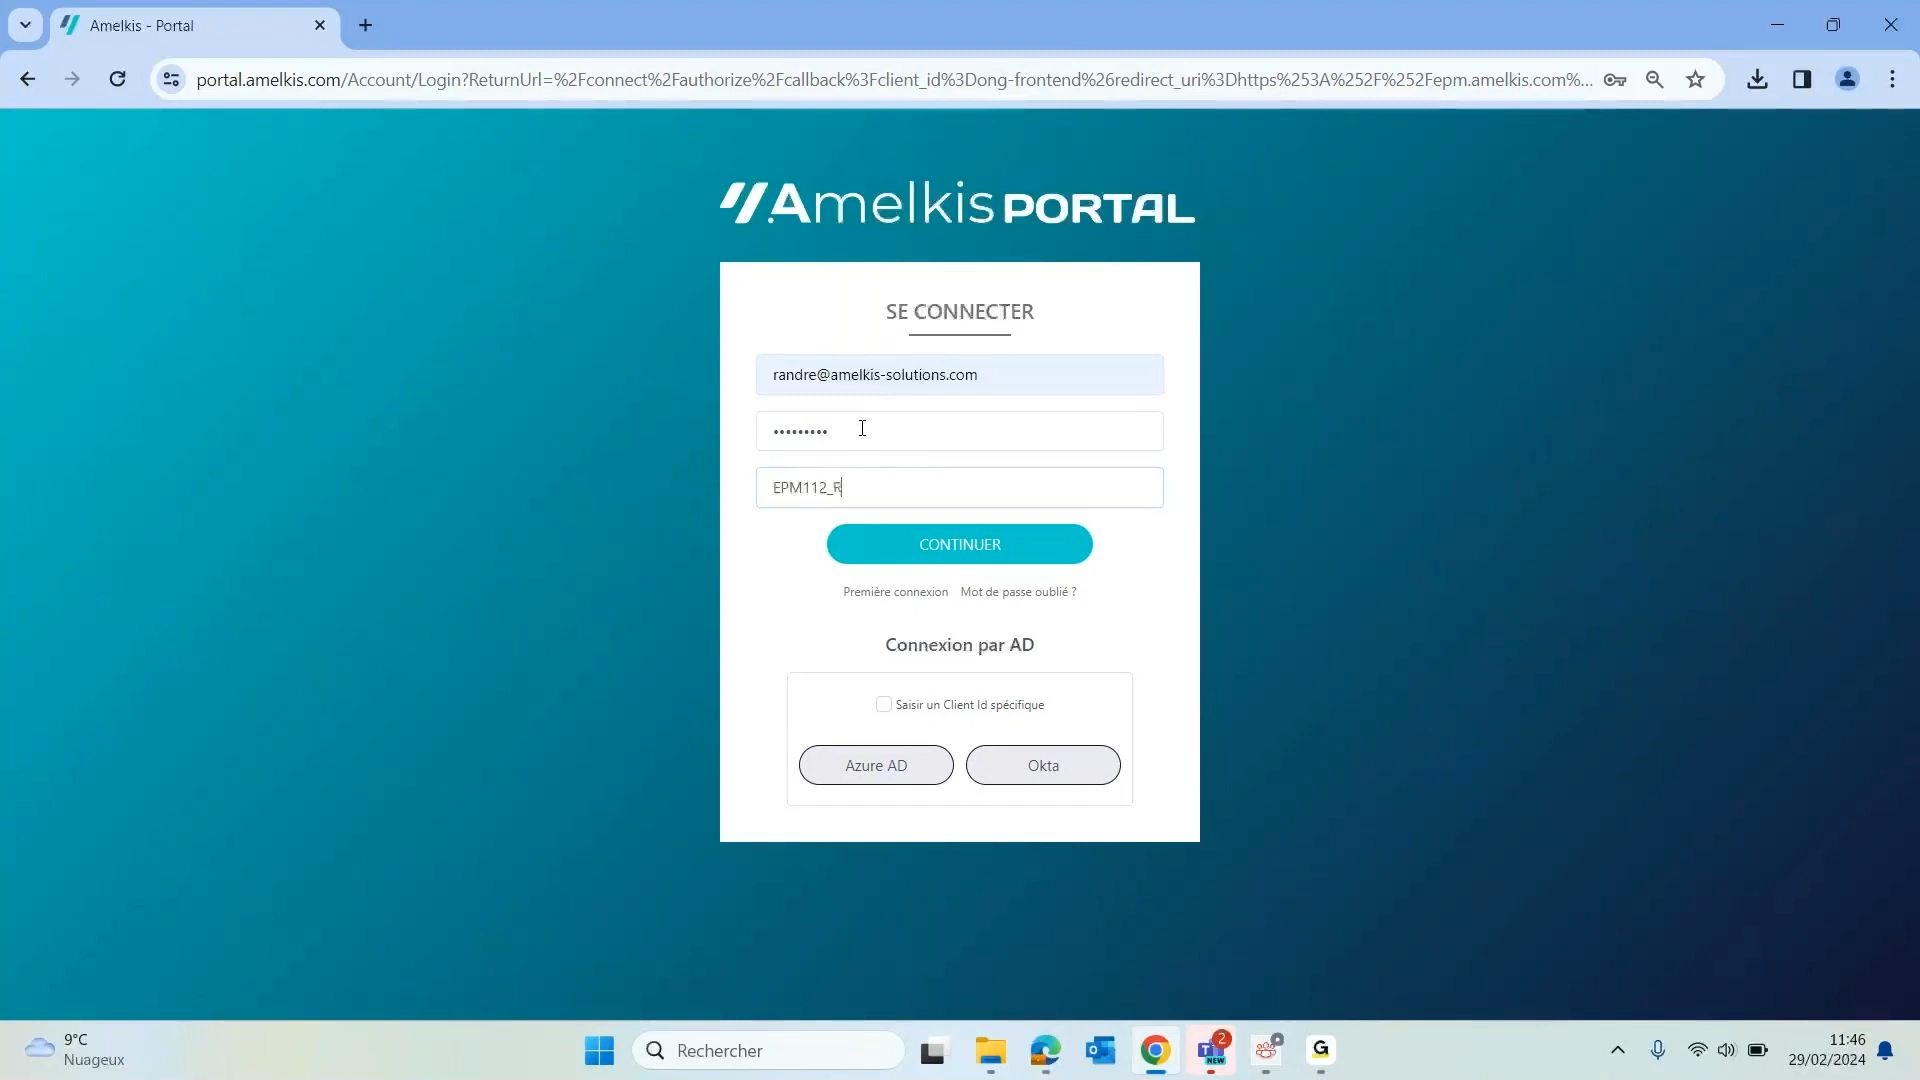 Amelkis - Portal
portal.amelkis.com/Account/Login?ReturnUrl=%2Fconnect%2Fauthorize%2Fcallback%3Fclient_id%3Dong-frontend%26redirect_uri%3Dhttps%253A%252F%252Fepm.amelkis.com%...
Amelkis PORTAL
SE CONNECTER
randre@amelkis-solutions.com
•••••••••
EPM112_R
CONTINUER
Première connexion Mot de passe oublié ?
Connexion par AD
Saisir un Client Id spécifique
Azure AD Okta
9°C
Nuageux
Rechercher
2
NEW
G
11:46
29/02/2024